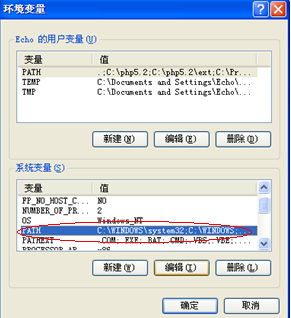 环境变量
Echo 的用户变量(U)
变量 值
PATH .;C:\php5.2;C:\php5.2\ext;C:\Pr...
TEMP C:\Documents and Settings\Echo\...
TMP C:\Documents and Settings\Echo\...
新建(N) 编辑(E) 删除(D)
系统变量(S)
变量 值
FP_NO_HOST_C... NO
NUMBER_OF_PR... 2
OS Windows_NT
PATH C:\WINDOWS\system32;C:\WINDOWS;...
PATHEXT .COM;.EXE;.BAT;.CMD;.VBS;.VBE;....
PROCESSOR_AR... x86
新建(W) 编辑(I) 删除(L)
确定 取消